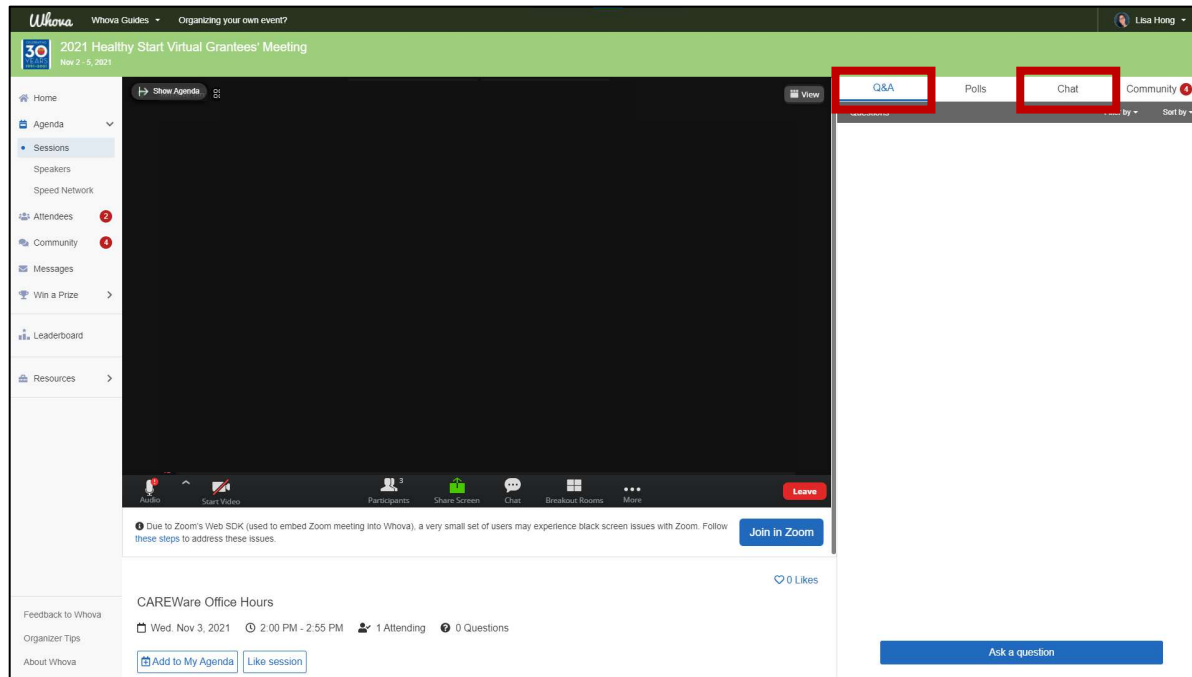 Whova Whova Guides Organizing your own event? Lisa Hong
30
YEARS
2021 Healthy Start Virtual Grantees' Meeting
Nov 2 - 5, 2021
Home
Agenda
Sessions
Speakers
Speed Network
Attendees 2
Community 4
Messages
Win a Prize
Leaderboard
Resources
Feedback to Whova
Organizer Tips
About Whova
Show Agenda
View
Audio
Start Video
Participants 3
Share Screen
Chat
Breakout Rooms
More
Leave
Due to Zoom's Web SDK (used to embed Zoom meeting into Whova), a very small set of users may experience black screen issues with Zoom. Follow
these steps to address these issues.
Join in Zoom
0 Likes
CAREWare Office Hours
Wed. Nov 3, 2021 2:00 PM - 2:55 PM 1 Attending 0 Questions
Add to My Agenda Like session
Q&A Polls Chat Community 4
Questions by Sort by
Ask a question